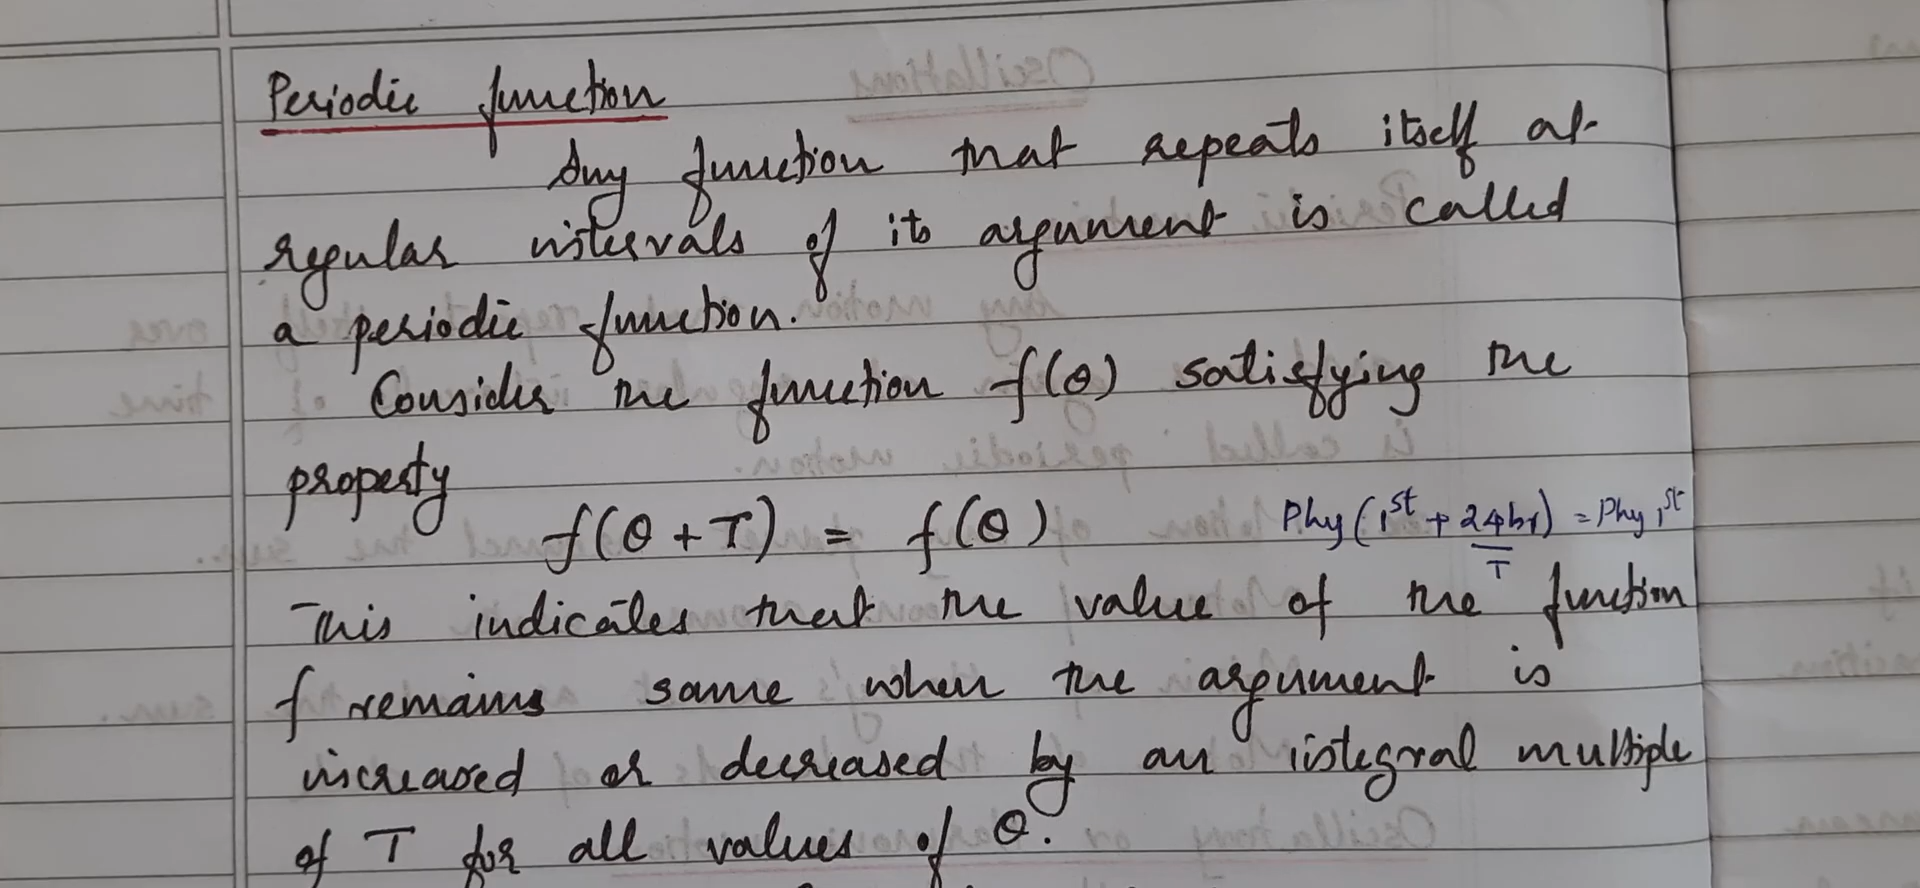 Periodic function
Any function that repeats itself at
regular intervals of its argument is called
a periodic function.
Consider the function f(θ) satisfying the
property
f(θ + T) = f(θ) Phy (1st + 24hr) = Phy 1st
T
This indicates that the value of the function
f remains same when the argument is
increased or decreased by an integral multiple
of T for all values of θ.